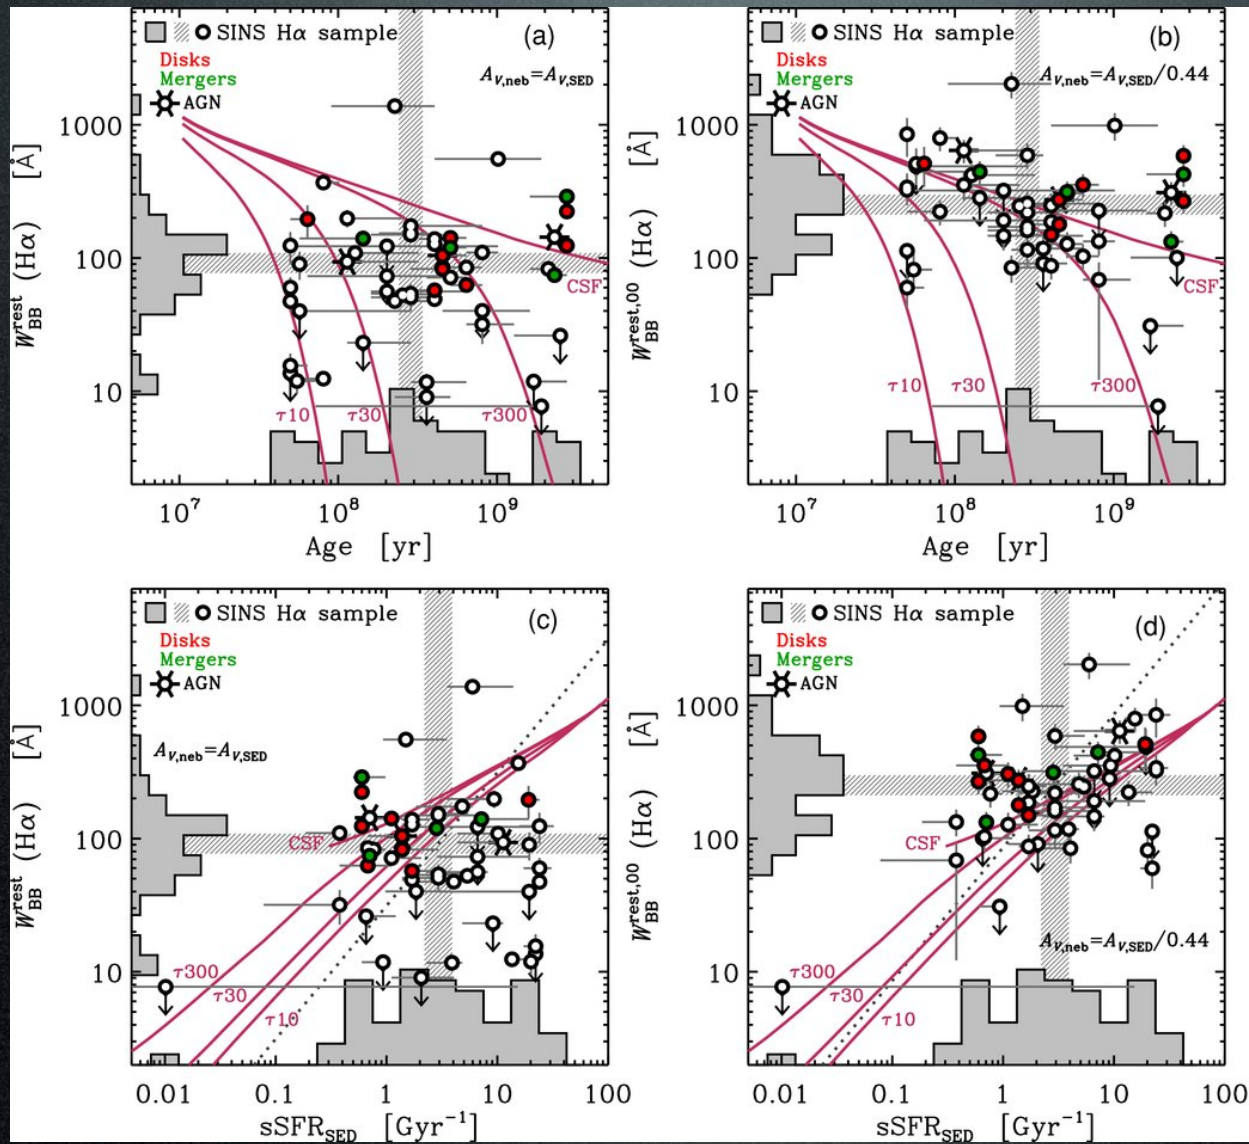 SINS Hα sample
(a)
Disks
Mergers
AGN
A_V,neb=A_V,SED
1000
100
10
W_BB^rest (Hα) [Å]
CSF
τ10
τ30
τ300
10^7
10^8
10^9
Age [yr]
SINS Hα sample
(b)
Disks
Mergers
AGN
A_V,neb=A_V,SED/0.44
1000
100
10
W_BB^rest,00 (Hα) [Å]
CSF
τ10
τ30
τ300
10^7
10^8
10^9
Age [yr]
SINS Hα sample
(c)
Disks
Mergers
AGN
A_V,neb=A_V,SED
1000
100
10
W_BB^rest (Hα) [Å]
CSF
τ300
τ30
τ10
0.01
0.1
1
10
100
sSFR_SED [Gyr^-1]
SINS Hα sample
(d)
Disks
Mergers
AGN
1000
100
10
W_BB^rest,00 (Hα) [Å]
CSF
A_V,neb=A_V,SED/0.44
τ300
τ30
τ10
0.01
0.1
1
10
100
sSFR_SED [Gyr^-1]